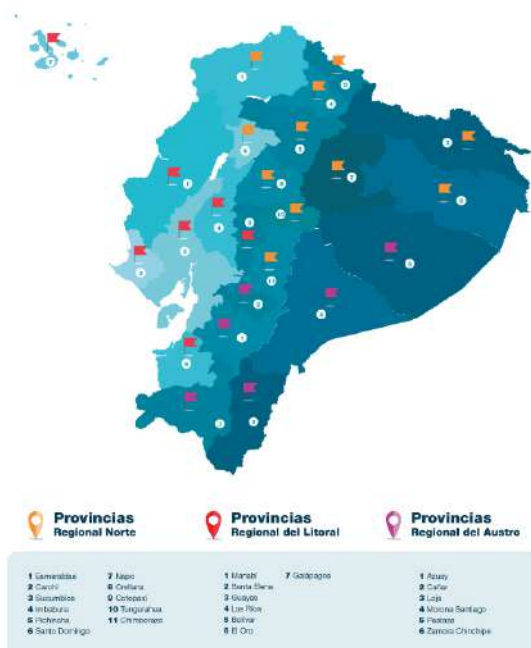 Provincias
Regional Norte
1 Esmeraldas
2 Carchi
3 Sucumbíos
4 Imbabura
5 Pichincha
6 Santo Domingo
7 Napo
8 Orellana
9 Cotopaxi
10 Tungurahua
11 Chimborazo
Provincias
Regional del Litoral
1 Manabí
2 Santa Elena
3 Guayas
4 Los Ríos
5 Bolívar
6 El Oro
7 Galápagos
Provincias
Regional del Austro
1 Azuay
2 Cañar
3 Loja
4 Morona Santiago
5 Pastaza
6 Zamora Chinchipe